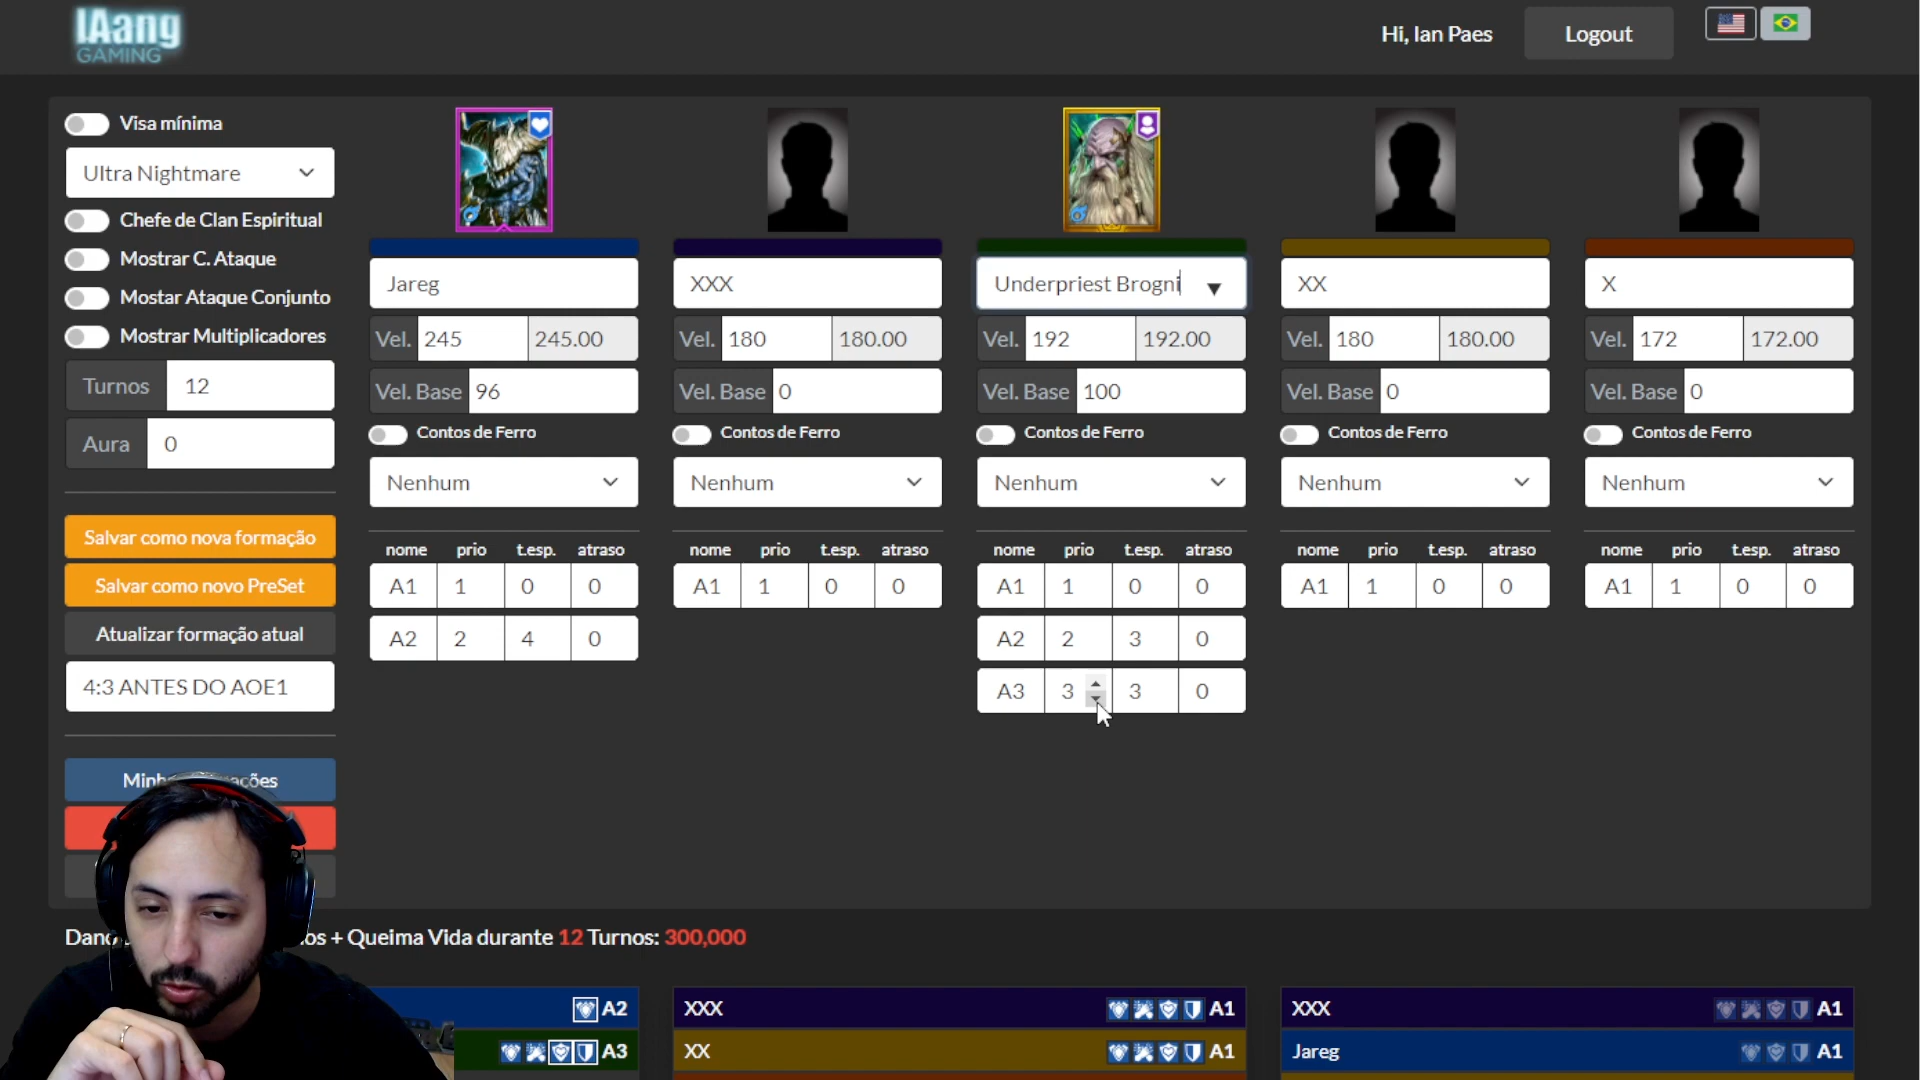 IAang
GAMING
Hi, Ian Paes
Logout
Visa mínima
Ultra Nightmare
Chefe de Clan Espiritual
Mostrar C. Ataque
Mostar Ataque Conjunto
Mostrar Multiplicadores
Turnos 12
Aura 0
Salvar como nova formação
Salvar como novo PreSet
Atualizar formação atual
4:3 ANTES DO AOE1
Jareg
Vel. 245 245.00
Vel. Base 96
Contos de Ferro
Nenhum
nome prio t.esp. atraso
A1 1 0 0
A2 2 4 0
XXX
Vel. 180 180.00
Vel. Base 0
Contos de Ferro
Nenhum
nome prio t.esp. atraso
A1 1 0 0
Underpriest Brogni
Vel. 192 192.00
Vel. Base 100
Contos de Ferro
Nenhum
nome prio t.esp. atraso
A1 1 0 0
A2 2 3 0
A3 3 3 0
XX
Vel. 180 180.00
Vel. Base 0
Contos de Ferro
Nenhum
nome prio t.esp. atraso
A1 1 0 0
X
Vel. 172 172.00
Vel. Base 0
Contos de Ferro
Nenhum
nome prio t.esp. atraso
A1 1 0 0
+ Queima Vida durante 12 Turnos: 300,000
A2
A3
XXX A1
XX A1
XXX A1
Jareg A1